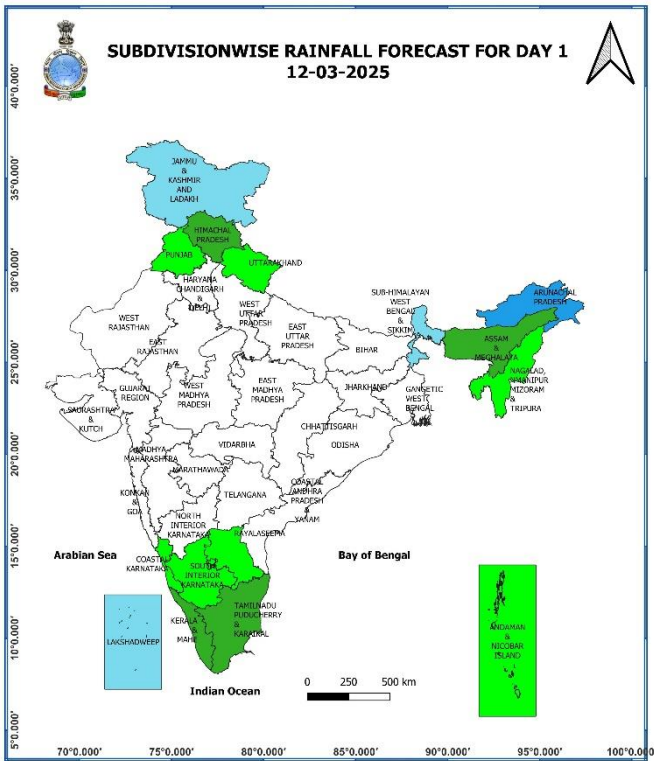 SUBDIVISIONWISE RAINFALL FORECAST FOR DAY 1
12-03-2025
40°0.000'
35°0.000'
30°0.000'
25°0.000'
20°0.000'
15°0.000'
10°0.000'
5°0.000'
JAMMU
&
KASHMIR
AND
LADAKH
HIMACHAL
PRADESH
PUNJAB
UTTARAKHAND
HARYANA
CHANDIGARH
&
DELHI
WEST
UTTAR
PRADESH
SUB-HIMALAYAN
WEST
BENGAL
&
SIKKIM
ARUNACHAL
PRADESH
WEST
RAJASTHAN
EAST
RAJASTHAN
EAST
UTTAR
PRADESH
BIHAR
ASSAM
&
MEGHALAYA
NAGALAD,
MANIPUR
MIZORAM
&
TRIPURA
GUJARAT
REGION
WEST
MADHYA
PRADESH
EAST
MADHYA
PRADESH
JHARKHAND
GANGETIC
WEST
BENGAL
SAURASHTRA
&
KUTCH
CHHATTISGARH
ODISHA
VIDARBHA
MADHYA
MAHARASHTRA
MARATHAWADA
TELANGANA
COASTAL
ANDHRA
PRADESH
&
YANAM
KONKAN
&
GOA
NORTH
INTERIOR
KARNATAKA
RAYALASEEMA
Arabian Sea
Bay of Bengal
COASTAL
KARNATAKA
SOUTH
INTERIOR
KARNATAKA
LAKSHADWEEP
KERALA
&
MAHE
TAMILNADU
PUDUCHERRY
&
KARAIKAL
ANDAMAN
&
NICOBAR
ISLAND
Indian Ocean
0 250 500 km
70°0.000' 75°0.000' 80°0.000' 85°0.000' 90°0.000' 95°0.000' 100°0.000'